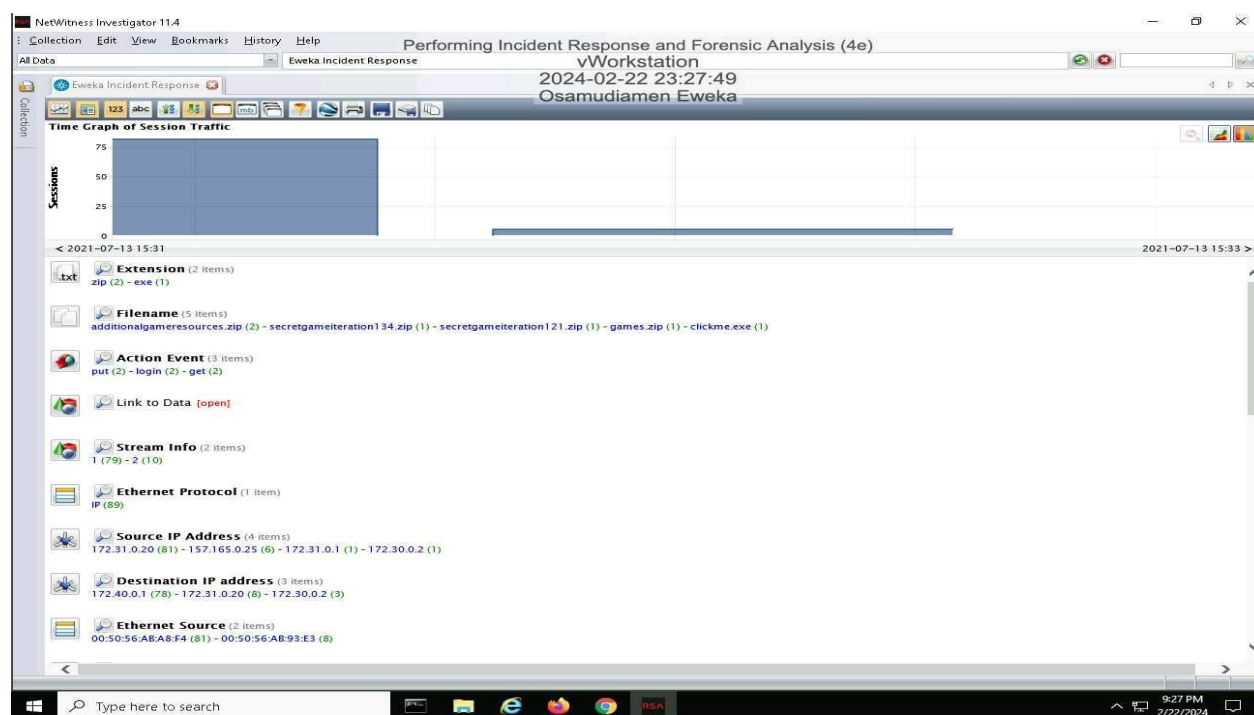 RSA NetWitness Investigator 11.4
Collection Edit View Bookmarks History Help
Performing Incident Response and Forensic Analysis (4e)
All Data
Eweka Incident Response
vWorkstation
2024-02-22 23:27:49
Osamudiamen Eweka
Eweka Incident Response
Collection
123 abc mb
Time Graph of Session Traffic
Sessions
75
50
25
0
< 2021-07-13 15:31
2021-07-13 15:33 >
.txt
Extension (2 items)
zip (2) - exe (1)
Filename (5 items)
additionalgameresources.zip (2) - secretgameiteration134.zip (1) - secretgameiteration121.zip (1) - games.zip (1) - clickme.exe (1)
Action Event (3 items)
put (2) - login (2) - get (2)
Link to Data [open]
Stream Info (2 items)
1 (79) - 2 (10)
Ethernet Protocol (1 item)
IP (89)
Source IP Address (4 items)
172.31.0.20 (81) - 157.165.0.25 (6) - 172.31.0.1 (1) - 172.30.0.2 (1)
Destination IP address (3 items)
172.40.0.1 (78) - 172.31.0.20 (8) - 172.30.0.2 (3)
Ethernet Source (2 items)
00:50:56:AB:A8:F4 (81) - 00:50:56:AB:93:E3 (8)
Type here to search
RSA
9:27 PM
2/22/2024